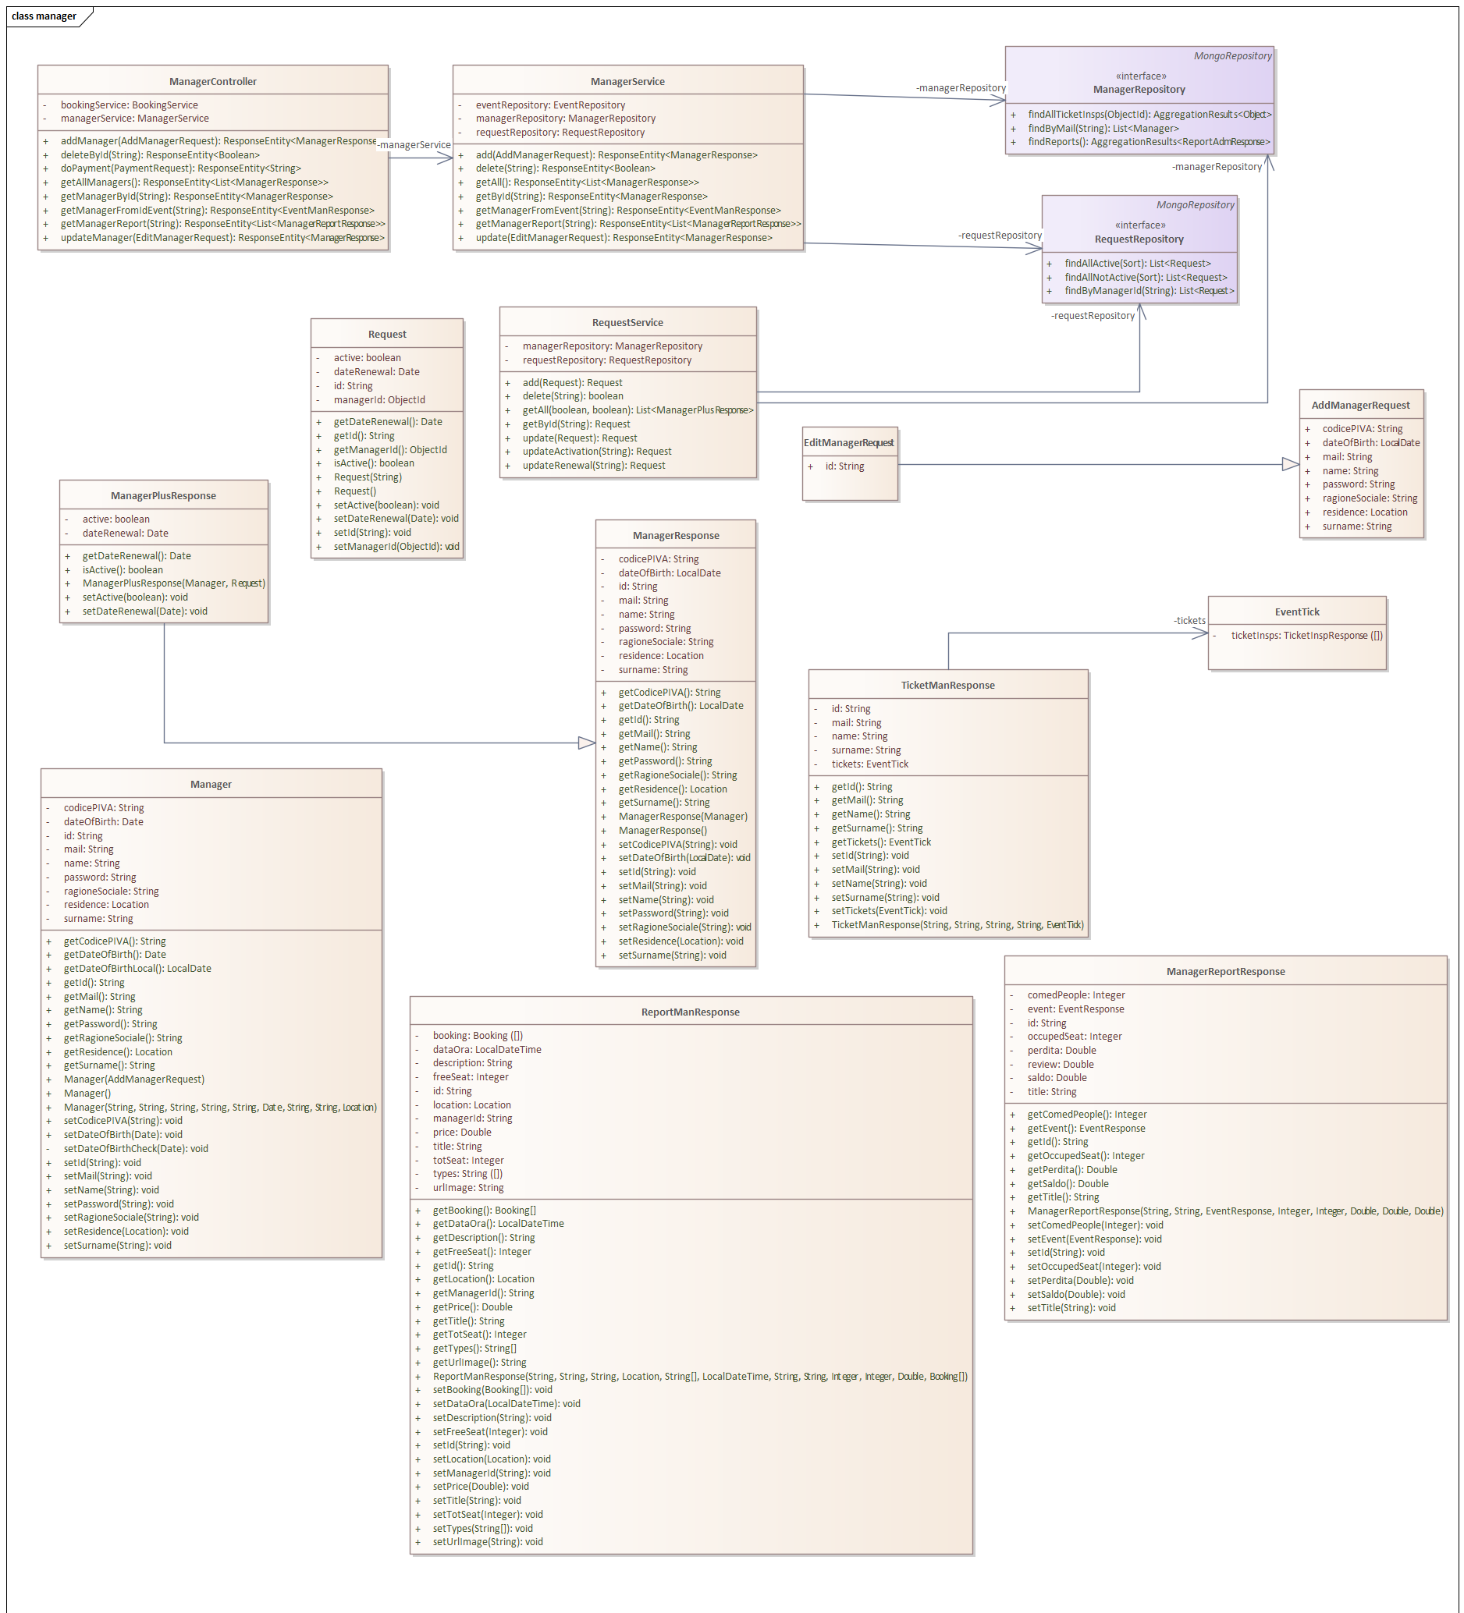 class manager
ManagerController
- bookingService: BookingService
- managerService: ManagerService
+ addManager(AddManagerRequest): ResponseEntity<ManagerResponse
+ deleteById(String): ResponseEntity<Boolean>
+ doPayment(PaymentRequest): ResponseEntity<String>
+ getAllManagers(): ResponseEntity<List<ManagerResponse>>
+ getManagerById(String): ResponseEntity<ManagerResponse>
+ getManagerFromIdEvent(String): ResponseEntity<EventManResponse>
+ getManagerReport(String): ResponseEntity<List<ManagerReportResponse>>
+ updateManager(EditManagerRequest): ResponseEntity<ManagerResponse>
-managerService
ManagerService
- eventRepository: EventRepository
- managerRepository: ManagerRepository
- requestRepository: RequestRepository
+ add(AddManagerRequest): ResponseEntity<ManagerResponse>
+ delete(String): ResponseEntity<Boolean>
+ getAll(): ResponseEntity<List<ManagerResponse>>
+ getById(String): ResponseEntity<ManagerResponse>
+ getManagerFromEvent(String): ResponseEntity<EventManResponse>
+ getManagerReport(String): ResponseEntity<List<ManagerReportResponse>>
+ update(EditManagerRequest): ResponseEntity<ManagerResponse>
-managerRepository
MongoRepository
«interface»
ManagerRepository
+ findAllTicketInsps(ObjectId): AggregationResults<Object>
+ findByMail(String): List<Manager>
+ findReports(): AggregationResults<ReportAdmResponse>
-managerRepository
-requestRepository
MongoRepository
«interface»
RequestRepository
+ findAllActive(Sort): List<Request>
+ findAllNotActive(Sort): List<Request>
+ findByManagerId(String): List<Request>
-requestRepository
Request
- active: boolean
- dateRenewal: Date
- id: String
- managerId: ObjectId
+ getDateRenewal(): Date
+ getId(): String
+ getManagerId(): ObjectId
+ isActive(): boolean
+ Request(String)
+ Request()
+ setActive(boolean): void
+ setDateRenewal(Date): void
+ setId(String): void
+ setManagerId(ObjectId): void
RequestService
- managerRepository: ManagerRepository
- requestRepository: RequestRepository
+ add(Request): Request
+ delete(String): boolean
+ getAll(boolean, boolean): List<ManagerPlusResponse>
+ getById(String): Request
+ update(Request): Request
+ updateActivation(String): Request
+ updateRenewal(String): Request
EditManagerRequest
+ id: String
AddManagerRequest
+ codicePIVA: String
+ dateOfBirth: LocalDate
+ mail: String
+ name: String
+ password: String
+ ragioneSociale: String
+ residence: Location
+ surname: String
ManagerPlusResponse
- active: boolean
- dateRenewal: Date
+ getDateRenewal(): Date
+ isActive(): boolean
+ ManagerPlusResponse(Manager, Request)
+ setActive(boolean): void
+ setDateRenewal(Date): void
ManagerResponse
- codicePIVA: String
- dateOfBirth: LocalDate
- id: String
- mail: String
- name: String
- password: String
- ragioneSociale: String
- residence: Location
- surname: String
+ getCodicePIVA(): String
+ getDateOfBirth(): LocalDate
+ getId(): String
+ getMail(): String
+ getName(): String
+ getPassword(): String
+ getRagioneSociale(): String
+ getResidence(): Location
+ getSurname(): String
+ ManagerResponse(Manager)
+ ManagerResponse()
+ setCodicePIVA(String): void
+ setDateOfBirth(LocalDate): void
+ setId(String): void
+ setMail(String): void
+ setName(String): void
+ setPassword(String): void
+ setRagioneSociale(String): void
+ setResidence(Location): void
+ setSurname(String): void
-tickets
EventTick
- ticketInsps: TicketInspResponse ([])
TicketManResponse
- id: String
- mail: String
- name: String
- surname: String
- tickets: EventTick
+ getId(): String
+ getMail(): String
+ getName(): String
+ getSurname(): String
+ getTickets(): EventTick
+ setId(String): void
+ setMail(String): void
+ setName(String): void
+ setSurname(String): void
+ setTickets(EventTick): void
+ TicketManResponse(String, String, String, String, EventTick)
Manager
- codicePIVA: String
- dateOfBirth: Date
- id: String
- mail: String
- name: String
- password: String
- ragioneSociale: String
- residence: Location
- surname: String
+ getCodicePIVA(): String
+ getDateOfBirth(): Date
+ getDateOfBirthLocal(): LocalDate
+ getId(): String
+ getMail(): String
+ getName(): String
+ getPassword(): String
+ getRagioneSociale(): String
+ getResidence(): Location
+ getSurname(): String
+ Manager(AddManagerRequest)
+ Manager()
+ Manager(String, String, String, String, String, Date, String, String, Location)
+ setCodicePIVA(String): void
+ setDateOfBirth(Date): void
- setDateOfBirthCheck(Date): void
+ setId(String): void
+ setMail(String): void
+ setName(String): void
+ setPassword(String): void
+ setRagioneSociale(String): void
+ setResidence(Location): void
+ setSurname(String): void
ReportManResponse
- booking: Booking ([])
- dataOra: LocalDateTime
- description: String
- freeSeat: Integer
- id: String
- location: Location
- managerId: String
- price: Double
- title: String
- totSeat: Integer
- types: String ([])
- urlImage: String
+ getBooking(): Booking[]
+ getDataOra(): LocalDateTime
+ getDescription(): String
+ getFreeSeat(): Integer
+ getId(): String
+ getLocation(): Location
+ getManagerId(): String
+ getPrice(): Double
+ getTitle(): String
+ getTotSeat(): Integer
+ getTypes(): String[]
+ getUrlImage(): String
+ ReportManResponse(String, String, String, Location, String[], LocalDateTime, String, String, Integer, Integer, Double, Booking[])
+ setBooking(Booking[]): void
+ setDataOra(LocalDateTime): void
+ setDescription(String): void
+ setFreeSeat(Integer): void
+ setId(String): void
+ setLocation(Location): void
+ setManagerId(String): void
+ setPrice(Double): void
+ setTitle(String): void
+ setTotSeat(Integer): void
+ setTypes(String[]): void
+ setUrlImage(String): void
ManagerReportResponse
- comedPeople: Integer
- event: EventResponse
- id: String
- occupedSeat: Integer
- perdita: Double
- review: Double
- saldo: Double
- title: String
+ getComedPeople(): Integer
+ getEvent(): EventResponse
+ getId(): String
+ getOccupedSeat(): Integer
+ getPerdita(): Double
+ getSaldo(): Double
+ getTitle(): String
+ ManagerReportResponse(String, String, EventResponse, Integer, Integer, Double, Double, Double)
+ setComedPeople(Integer): void
+ setEvent(EventResponse): void
+ setId(String): void
+ setOccupedSeat(Integer): void
+ setPerdita(Double): void
+ setSaldo(Double): void
+ setTitle(String): void